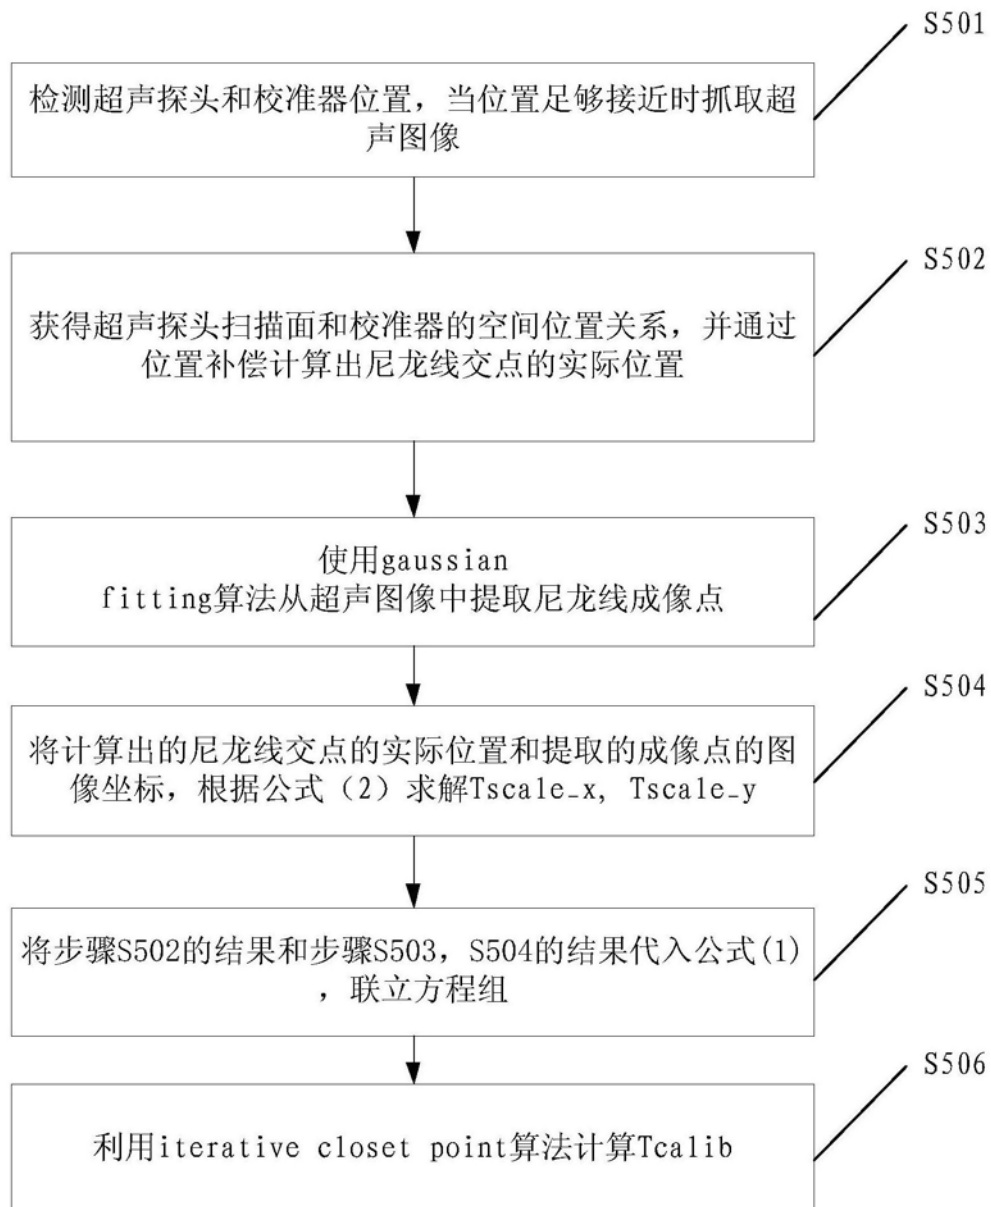 S501
检测超声探头和校准器位置，当位置足够接近时抓取超
声图像
S502
获得超声探头扫描面和校准器的空间位置关系，并通过
位置补偿计算出尼龙线交点的实际位置
S503
使用gaussian
fitting算法从超声图像中提取尼龙线成像点
S504
将计算出的尼龙线交点的实际位置和提取的成像点的图
像坐标，根据公式（2）求解Tscale_x, Tscale_y
S505
将步骤S502的结果和步骤S503，S504的结果代入公式(1)
，联立方程组
S506
利用iterative closet point算法计算Tcalib